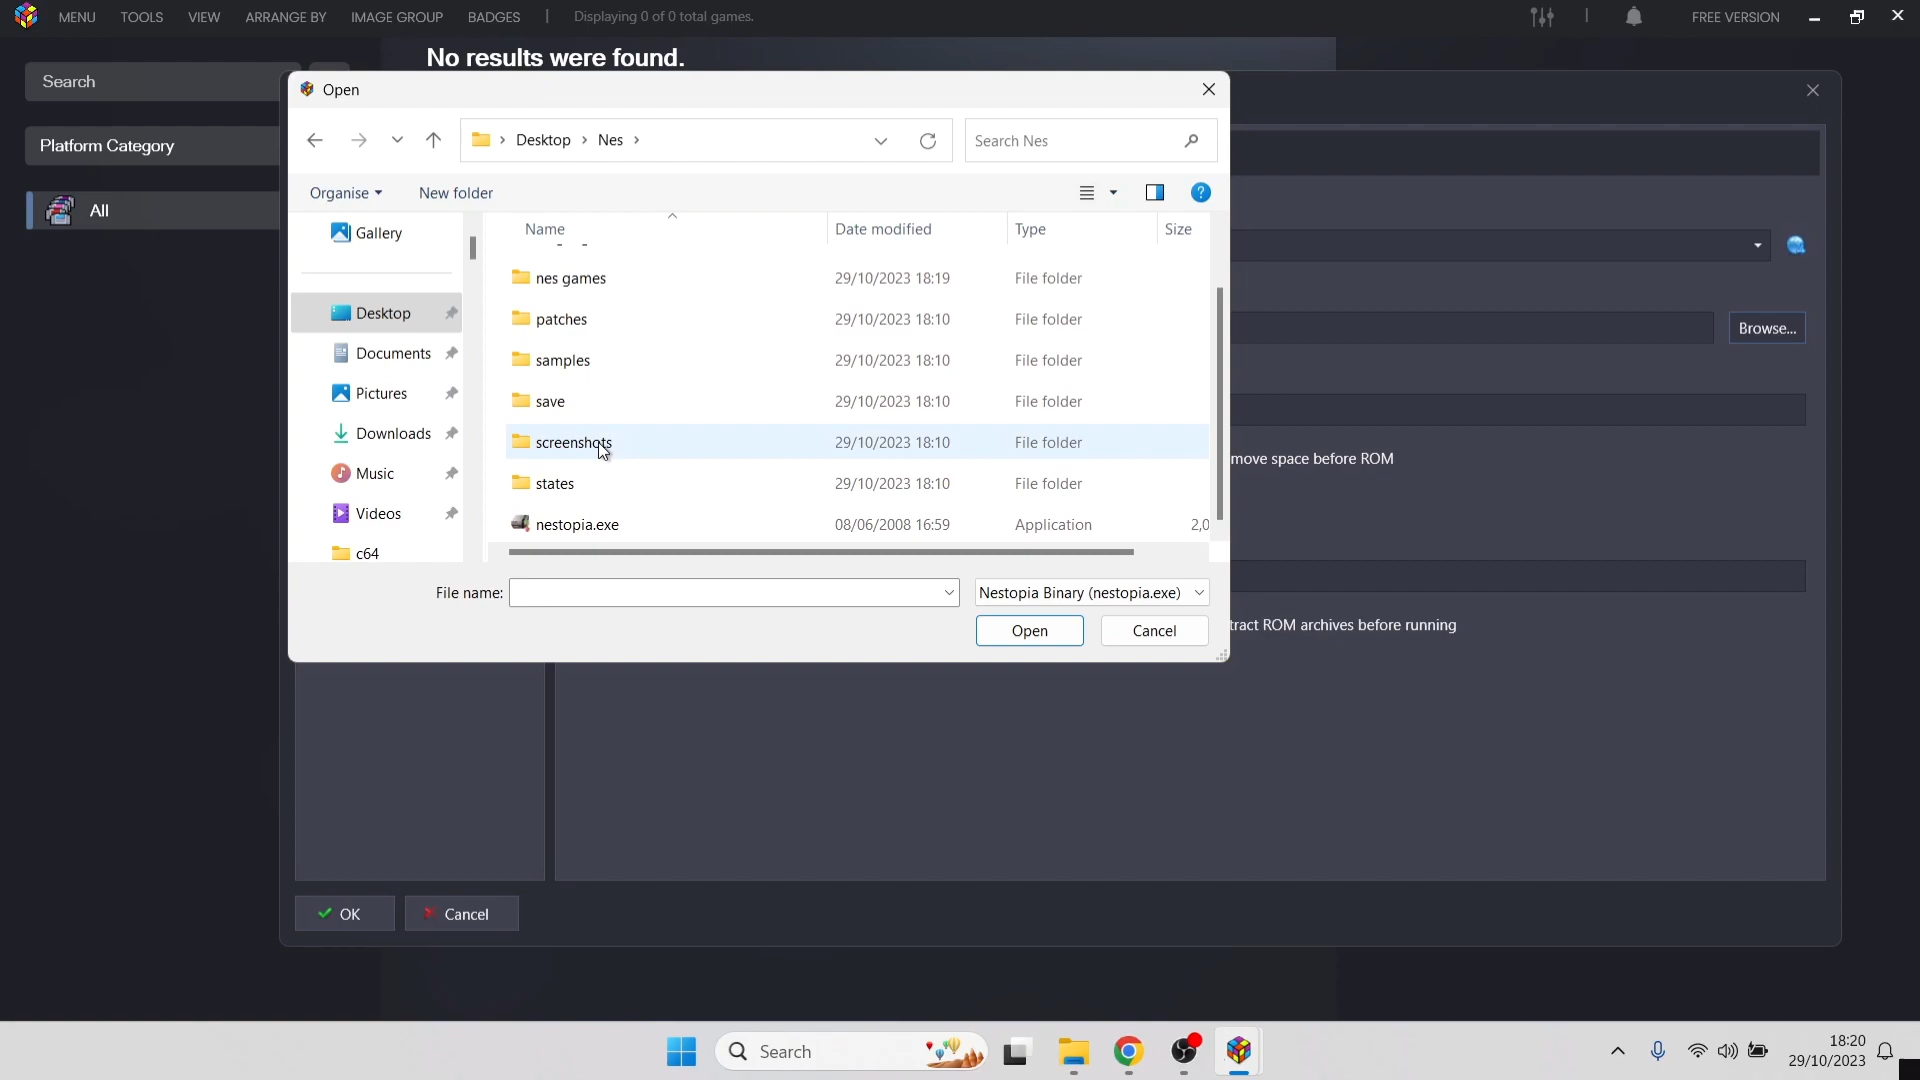 MENU TOOLS VIEW ARRANGE BY IMAGE GROUP BADGES | Displaying 0 of 0 total games. FREE VERSION
No results were found.
Search
Platform Category
All
Open
Desktop › Nes ›
Search Nes
Organise New folder
Name Date modified Type Size
Gallery
Desktop
Documents
Pictures
Downloads
Music
Videos
c64
nes games 29/10/2023 18:19 File folder
patches 29/10/2023 18:10 File folder
samples 29/10/2023 18:10 File folder
save 29/10/2023 18:10 File folder
screenshots 29/10/2023 18:10 File folder
states 29/10/2023 18:10 File folder
nestopia.exe 08/06/2008 16:59 Application 2,0
File name: Nestopia Binary (nestopia.exe)
Open Cancel
Browse...
move space before ROM
tract ROM archives before running
OK Cancel
Search
18:20
29/10/2023